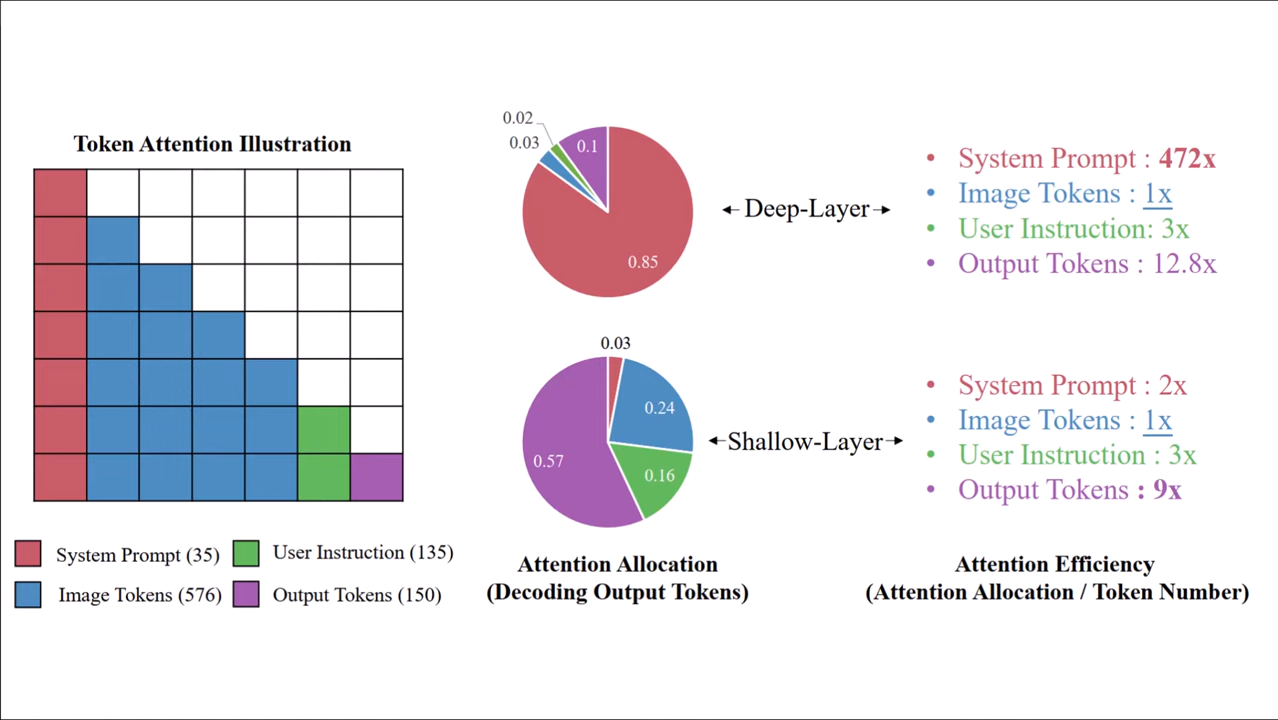 Token Attention Illustration
System Prompt (35)
User Instruction (135)
Image Tokens (576)
Output Tokens (150)
0.02
0.03
0.1
0.85
Deep-Layer
• System Prompt : 472x
• Image Tokens : 1x
• User Instruction: 3x
• Output Tokens : 12.8x
0.03
0.24
0.57
0.16
Shallow-Layer
• System Prompt : 2x
• Image Tokens : 1x
• User Instruction : 3x
• Output Tokens : 9x
Attention Allocation
(Decoding Output Tokens)
Attention Efficiency
(Attention Allocation / Token Number)